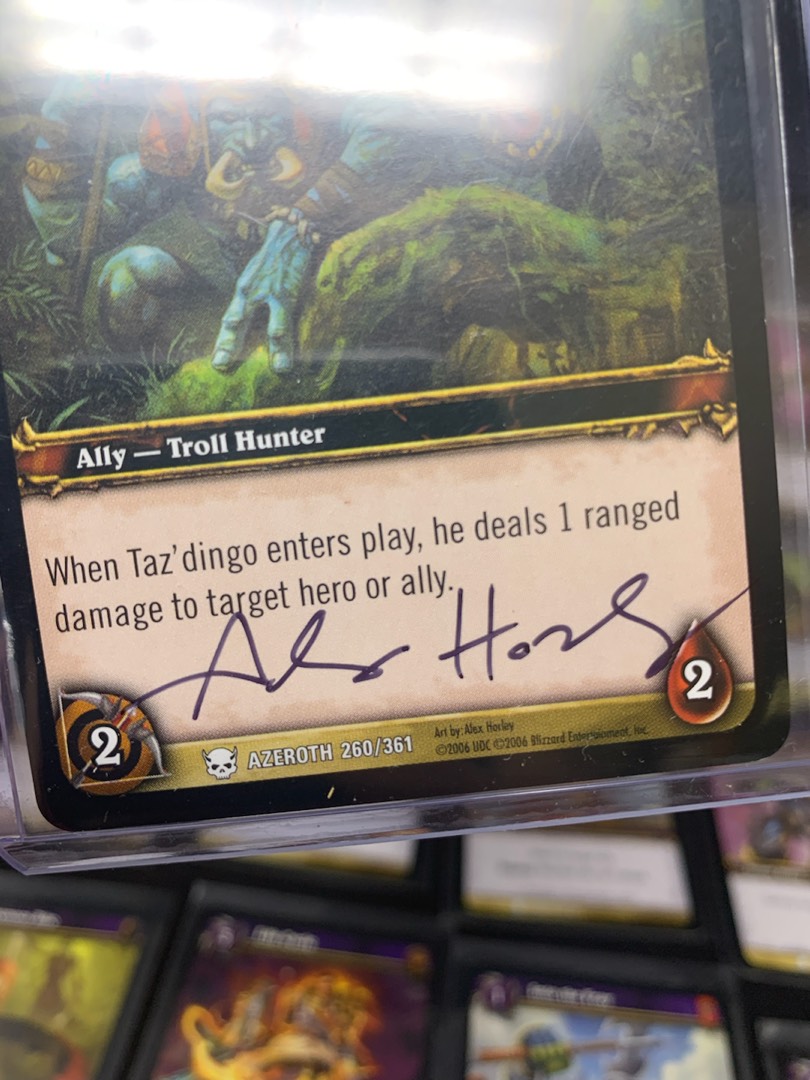 Ally — Troll Hunter
When Taz'dingo enters play, he deals 1 ranged
damage to target hero or ally.
Alex Horley
2
2
AZEROTH 260/361
Art by: Alex Horley
©2006 UDC ©2006 Blizzard Entertainment, Inc.